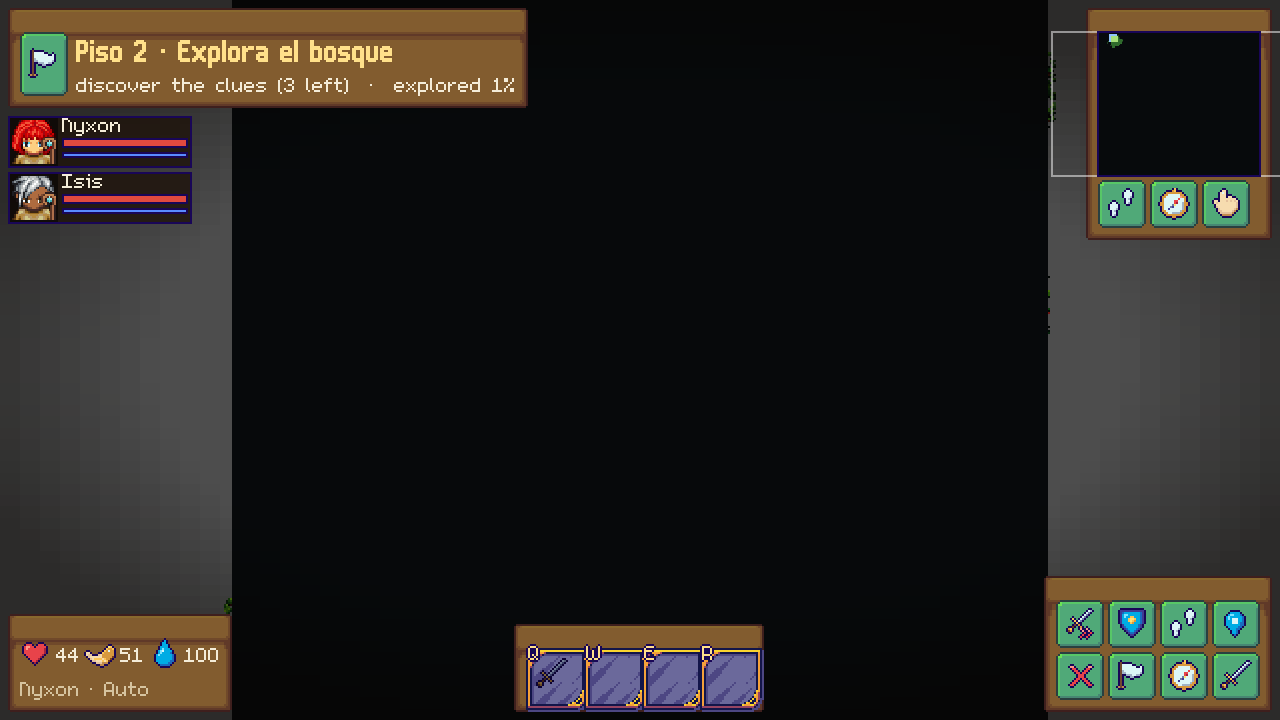 Piso 2 · Explora el bosque
discover the clues (3 left) · explored 1%
Nyxon
Isis
44 51 100
Nyxon · Auto
Q W E R